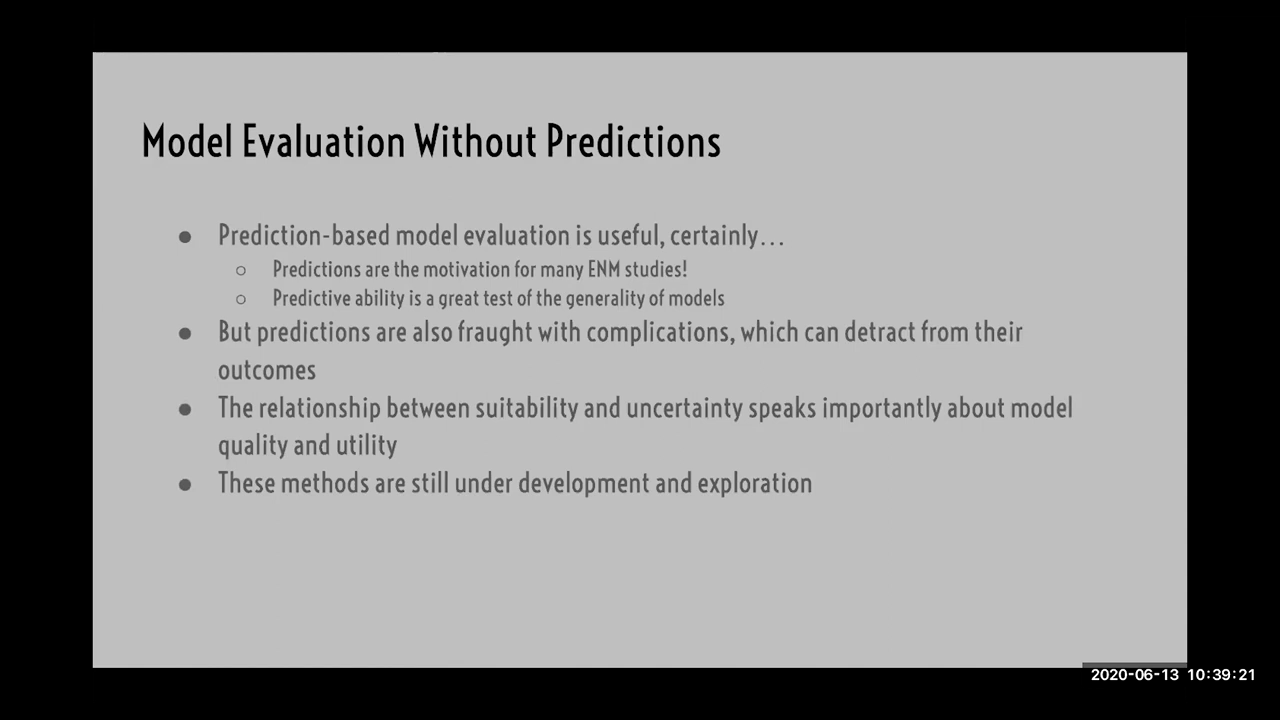 Model Evaluation Without Predictions
● Prediction-based model evaluation is useful, certainly…
○ Predictions are the motivation for many ENM studies!
○ Predictive ability is a great test of the generality of models
● But predictions are also fraught with complications, which can detract from their
outcomes
● The relationship between suitability and uncertainty speaks importantly about model
quality and utility
● These methods are still under development and exploration
2020-06-13 10:39:21